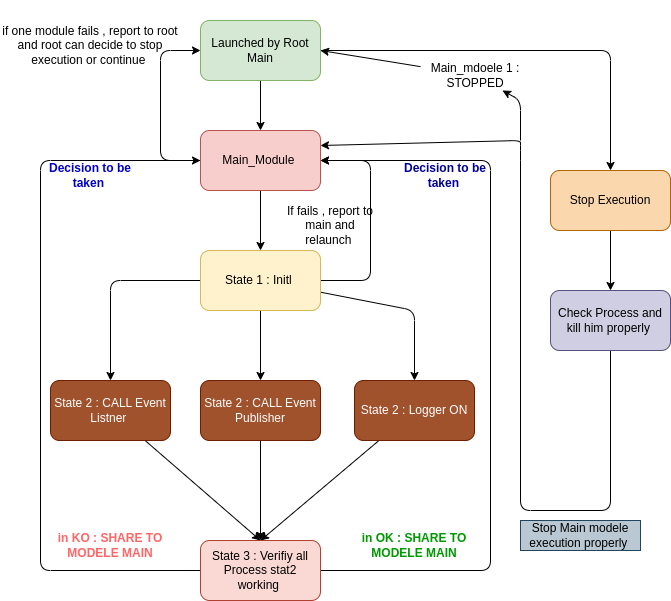 if one module fails , report to root
and root can decide to stop
execution or continue
Launched by Root
Main
Main_mdoele 1 :
STOPPED
Main_Module
Decision to be
taken
Decision to be
taken
Stop Execution
If fails , report to
main and
relaunch
State 1 : Initl
Check Process and
kill him properly
State 2 : CALL Event
Listner
State 2 : CALL Event
Publisher
State 2 : Logger ON
in KO : SHARE TO
MODELE MAIN
in OK : SHARE TO
MODELE MAIN
Stop Main modele
execution properly
State 3 : Verifiy all
Process stat2
working